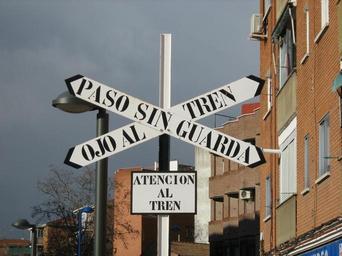 PASO SIN GUARDA
OJO AL TREN
ATENCION
AL
TREN